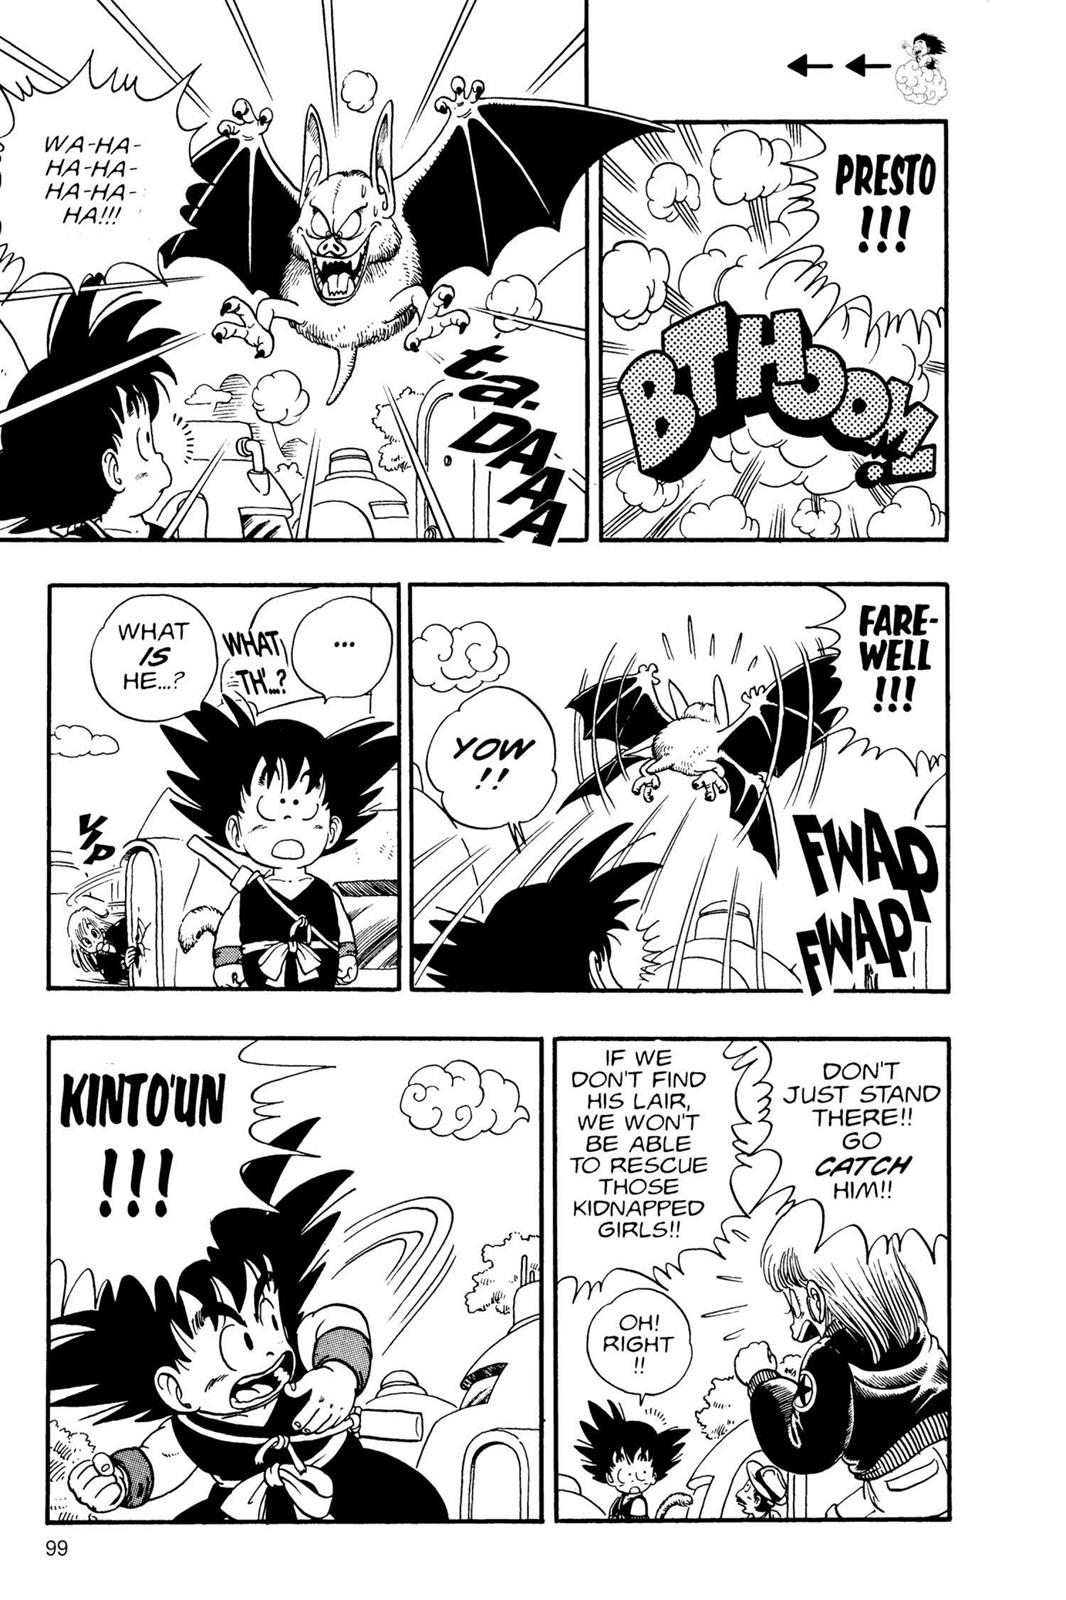 PRESTO
!!!
BTHOOM!
WA-HA-
HA-HA-
HA-HA-
HA!!!
ta-DAAAA
FARE-
WELL
!!!
YOW
!!
FWAP
FWAP
...
WHAT
TH'...?
WHAT
IS
HE...?
YIP
DON'T
JUST STAND
THERE!!
GO
CATCH
HIM!!
IF WE
DON'T FIND
HIS LAIR,
WE WON'T
BE ABLE
TO RESCUE
THOSE
KIDNAPPED
GIRLS!!
OH!
RIGHT
!!
KINTO'UN
!!!
99